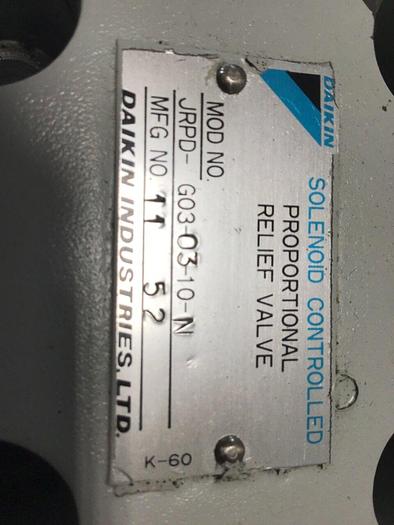 DAIKIN
SOLENOID CONTROLLED
PROPORTIONAL
RELIEF VALVE
MOD NO.
JRPD- G03-03-10-N
MFG NO. 11 52
DAIKIN INDUSTRIES, LTD.
K-60